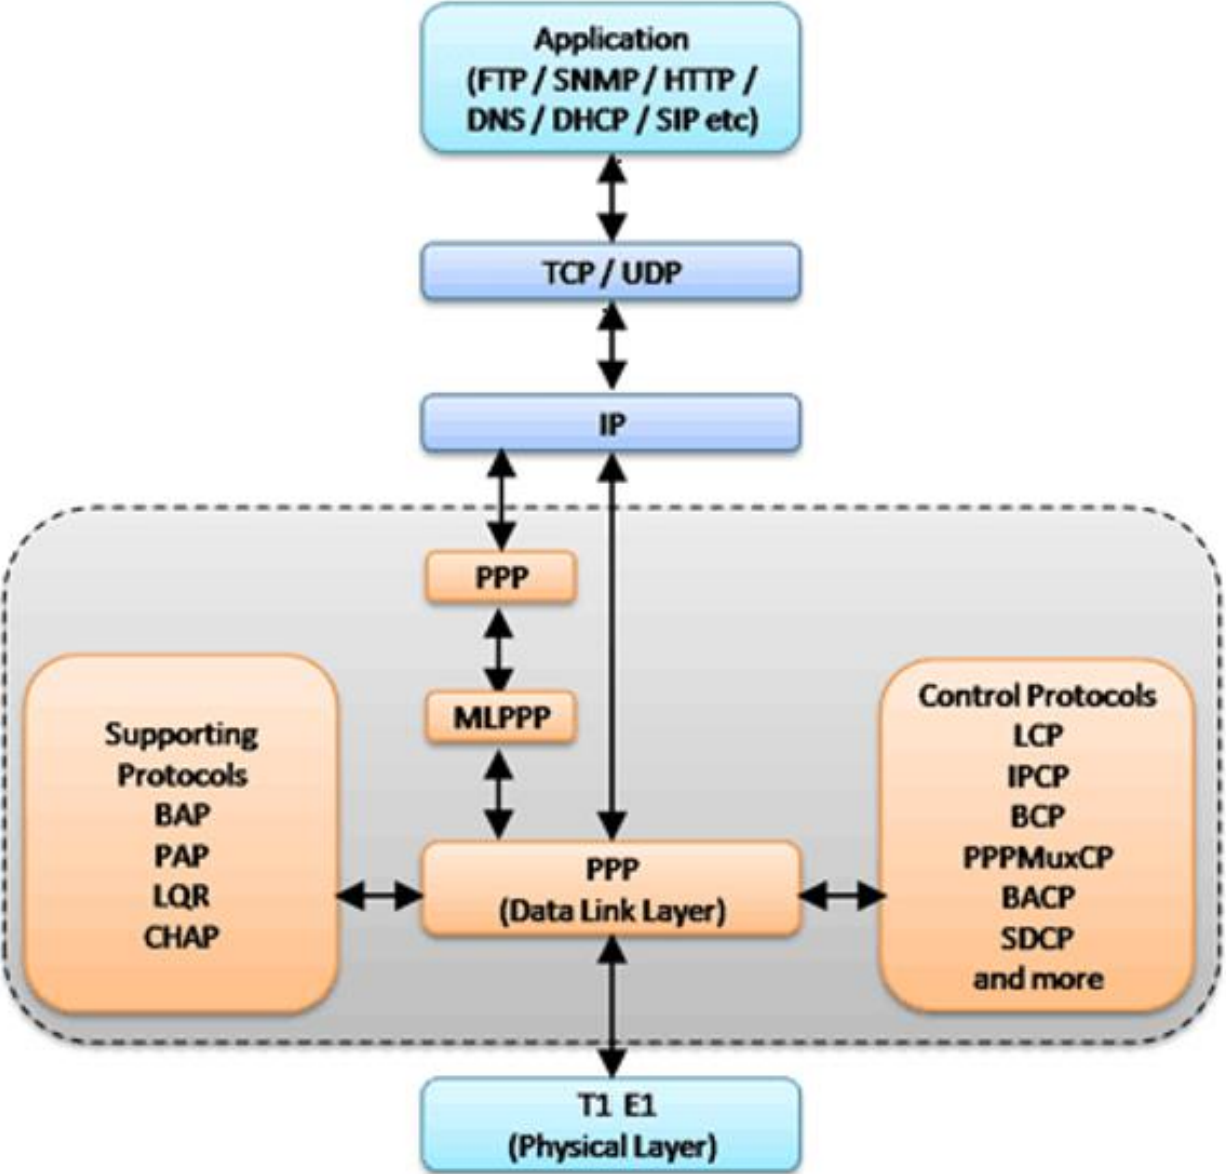 Application
(FTP / SNMP / HTTP /
DNS / DHCP / SIP etc)
TCP / UDP
IP
PPP
MLPPP
Supporting
Protocols
BAP
PAP
LQR
CHAP
PPP
(Data Link Layer)
Control Protocols
LCP
IPCP
BCP
PPPMuxCP
BACP
SDCP
and more
T1 E1
(Physical Layer)